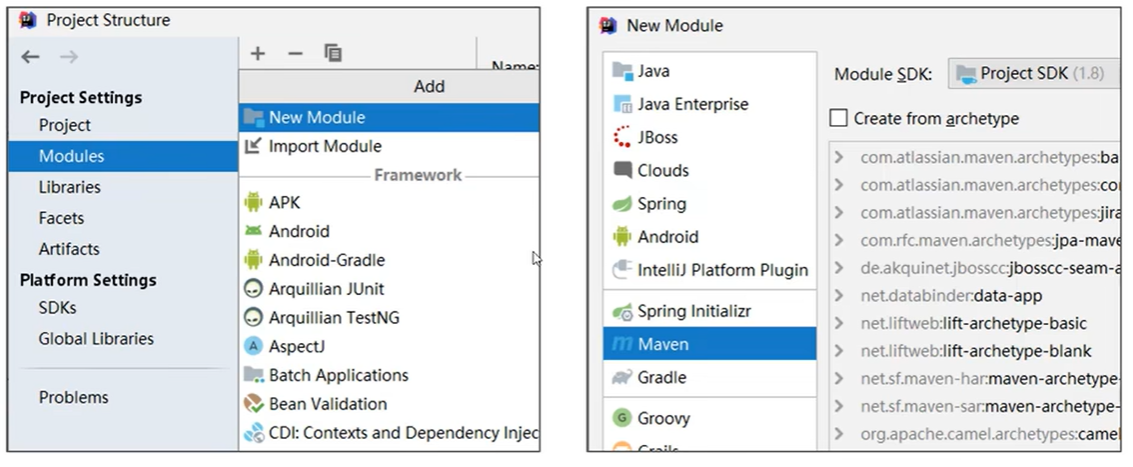 Project Structure
Name:
Add
Project Settings
Project
Modules
Libraries
Facets
Artifacts
Platform Settings
SDKs
Global Libraries
Problems
New Module
Import Module
Framework
APK
Android
Android-Gradle
Arquillian JUnit
Arquillian TestNG
AspectJ
Batch Applications
Bean Validation
CDI: Contexts and Dependency Injec
New Module
Java
Java Enterprise
JBoss
Clouds
Spring
Android
IntelliJ Platform Plugin
Spring Initializr
Maven
Gradle
Groovy
Grails
Module SDK: Project SDK (1.8)
Create from archetype
com.atlassian.maven.archetypes:ba
com.atlassian.maven.archetypes:co
com.atlassian.maven.archetypes:jira
com.rfc.maven.archetypes:jpa-mave
de.akquinet.jbosscc:jbosscc-seam-a
net.databinder:data-app
net.liftweb:lift-archetype-basic
net.liftweb:lift-archetype-blank
net.sf.maven-har:maven-archetype-
net.sf.maven-sar:maven-archetype-
org.apache.camel.archetypes:camel